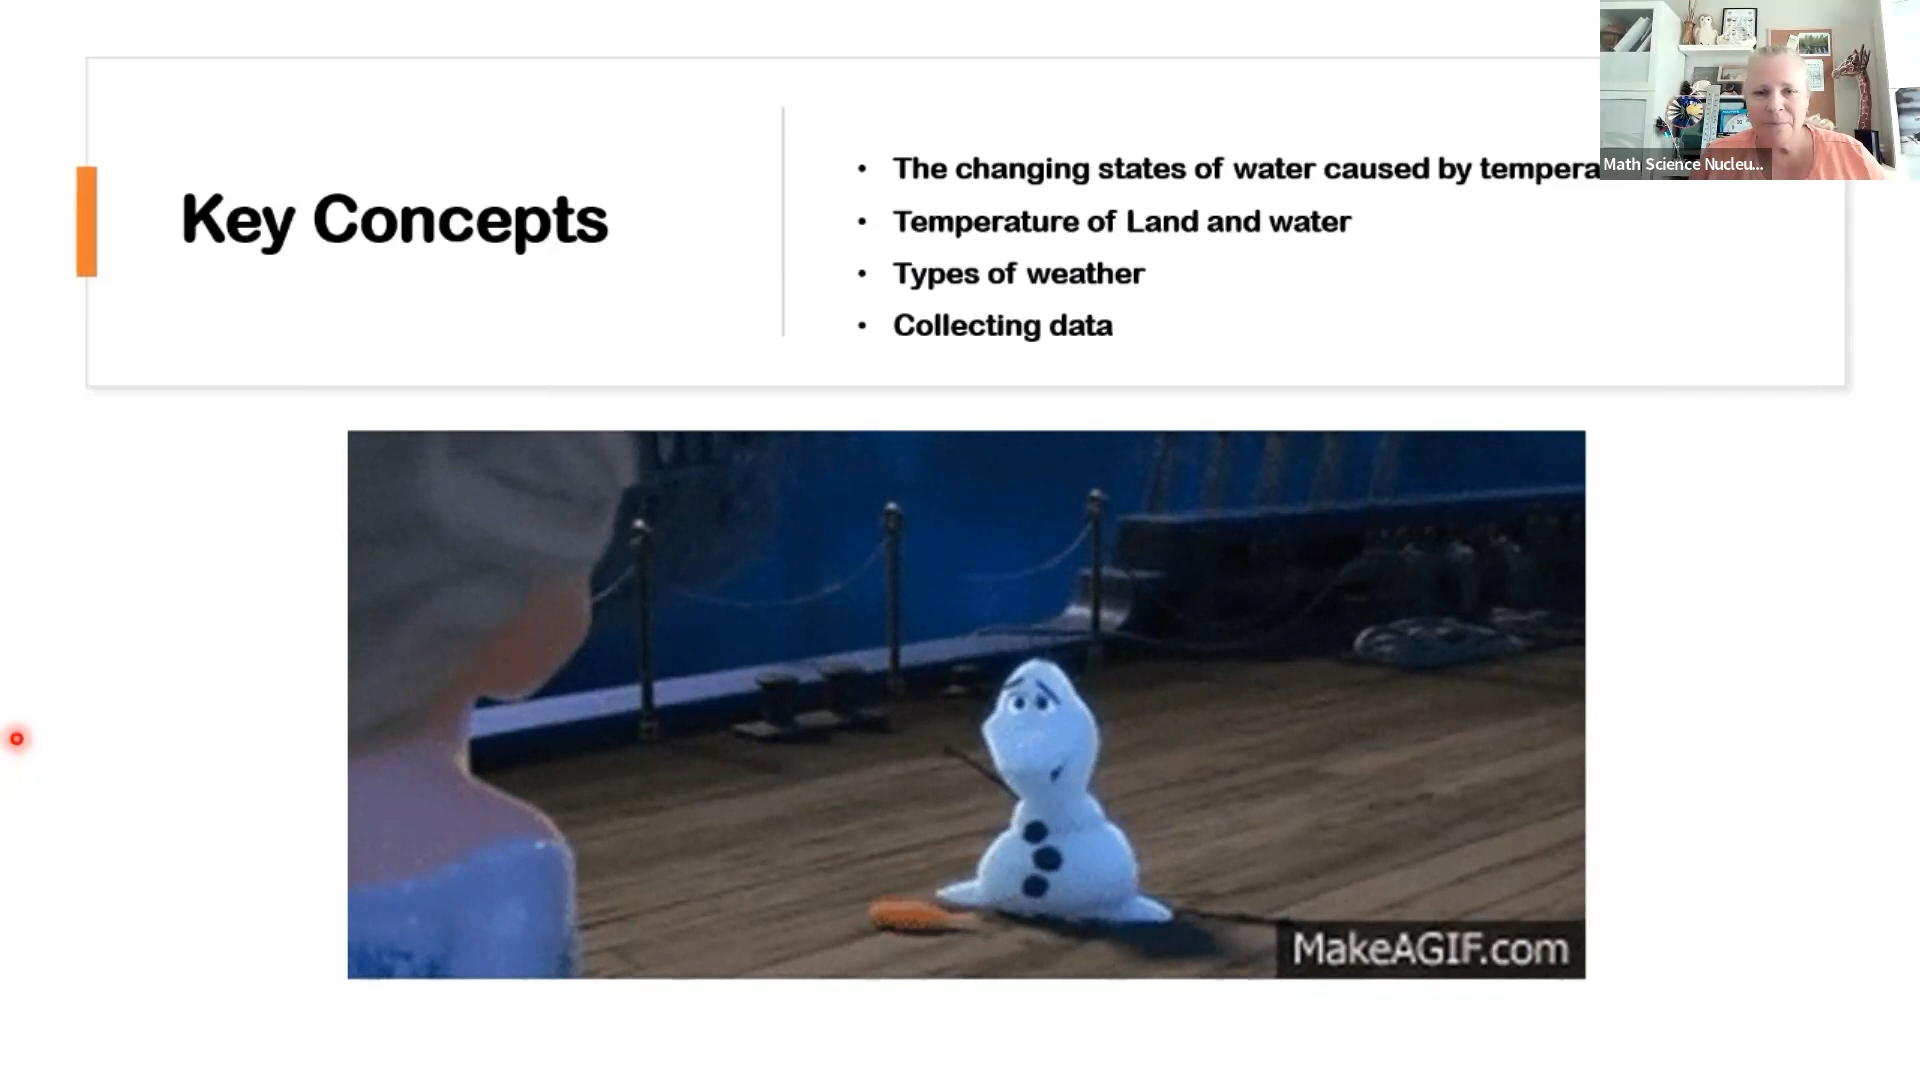 Key Concepts
• The changing states of water caused by tempera
• Temperature of Land and water
• Types of weather
• Collecting data
Math Science Nucleu...
MakeAGIF.com